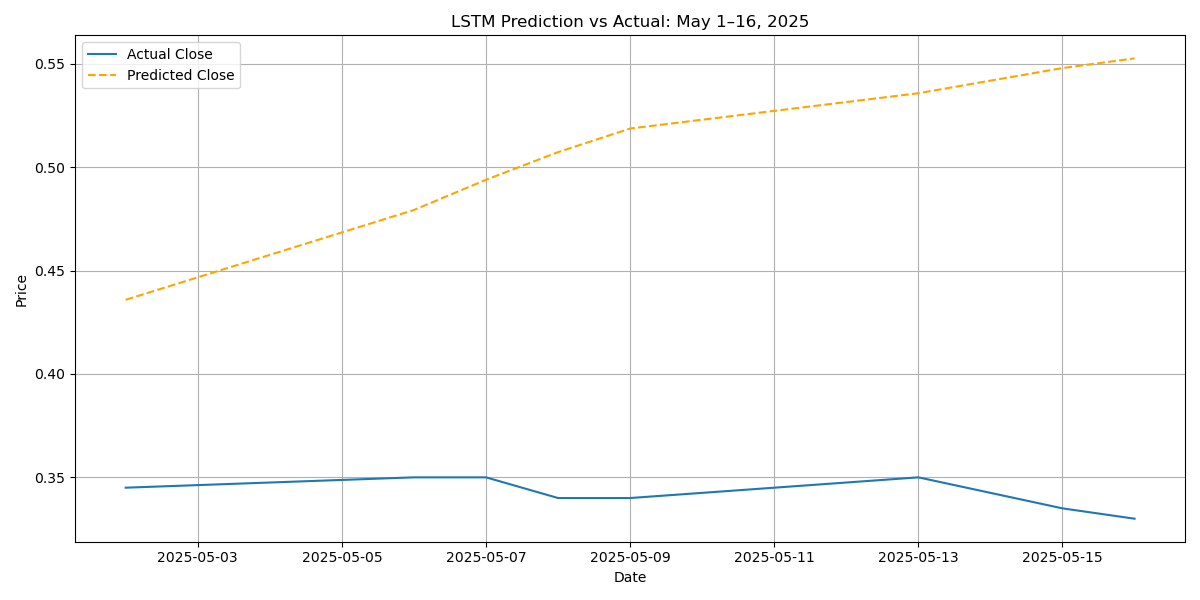 LSTM Prediction vs Actual: May 1–16, 2025
Actual Close
Predicted Close
0.55
0.50
0.45
0.40
0.35
Price
2025-05-03 2025-05-05 2025-05-07 2025-05-09 2025-05-11 2025-05-13 2025-05-15
Date